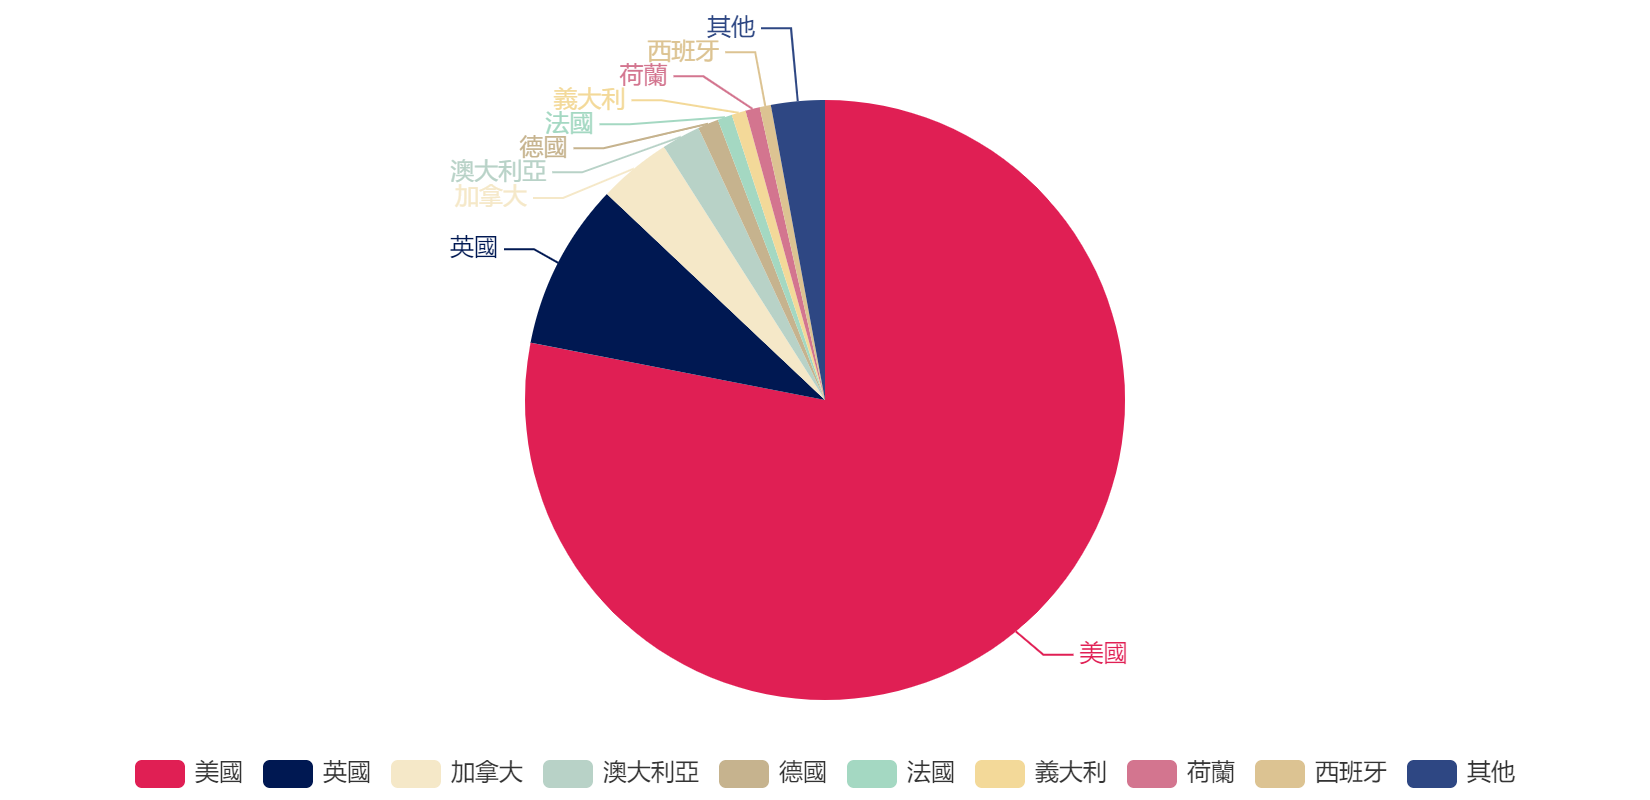 其他
西班牙
荷蘭
義大利
法國
德國
澳大利亞
加拿大
英國
美國
美國 英國 加拿大 澳大利亞 德國 法國 義大利 荷蘭 西班牙 其他